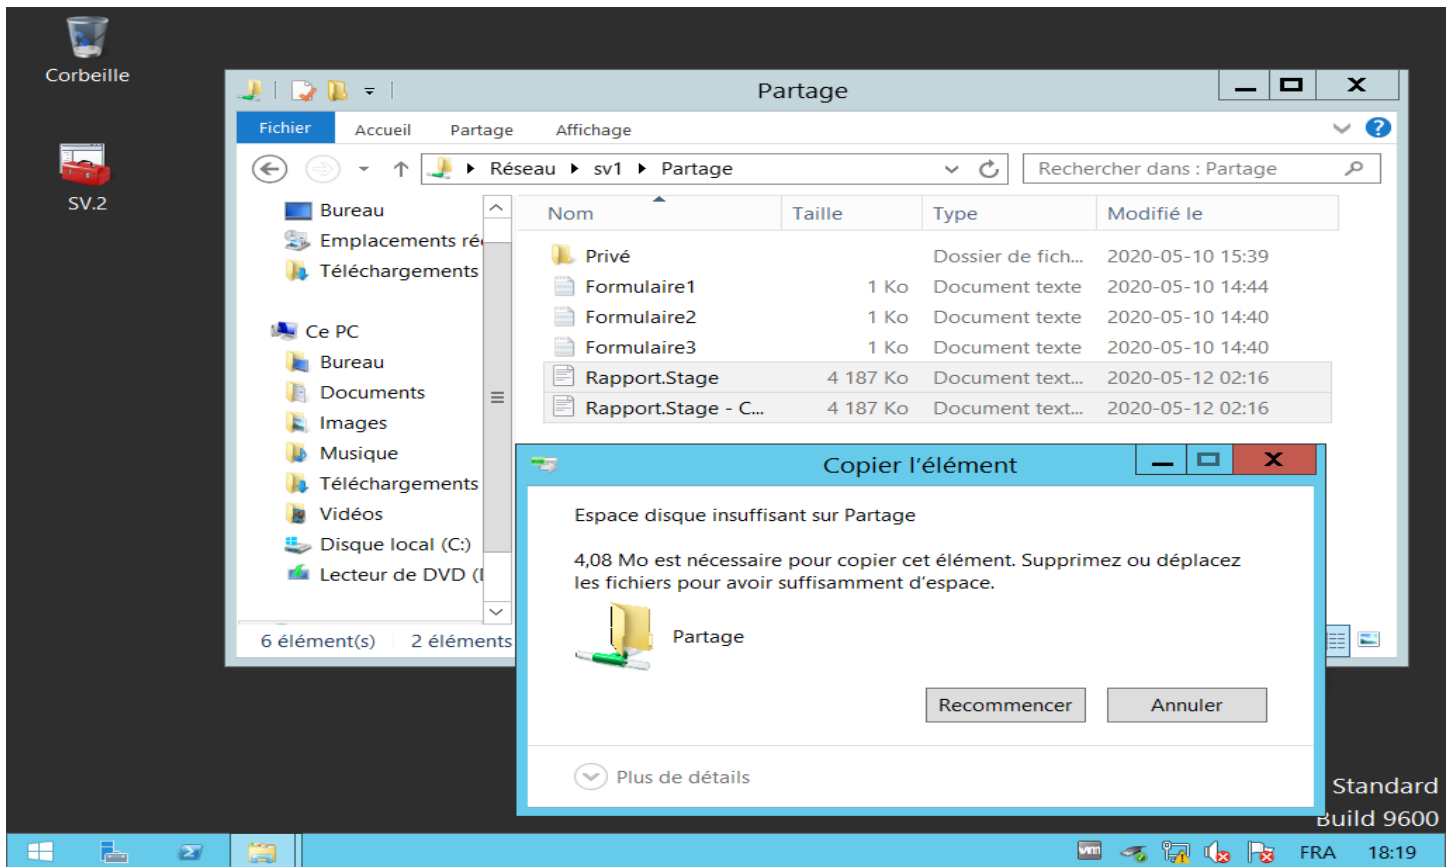 Corbeille
SV.2
Partage
Fichier Accueil Partage Affichage
Réseau sv1 Partage
Rechercher dans : Partage
Bureau
Emplacements
Téléchargements
Ce PC
Bureau
Documents
Images
Musique
Téléchargements
Vidéos
Disque local (C:)
Lecteur de DVD
Nom Taille Type Modifié le
Privé Dossier de fich... 2020-05-10 15:39
Formulaire1 1 Ko Document texte 2020-05-10 14:44
Formulaire2 1 Ko Document texte 2020-05-10 14:40
Formulaire3 1 Ko Document texte 2020-05-10 14:40
Rapport.Stage 4 187 Ko Document text... 2020-05-12 02:16
Rapport.Stage - C... 4 187 Ko Document text... 2020-05-12 02:16
6 élément(s) 2 éléments
Copier l'élément
Espace disque insuffisant sur Partage
4,08 Mo est nécessaire pour copier cet élément. Supprimez ou déplacez
les fichiers pour avoir suffisamment d'espace.
Partage
Recommencer Annuler
Plus de détails
Standard
Build 9600
vm
FRA 18:19